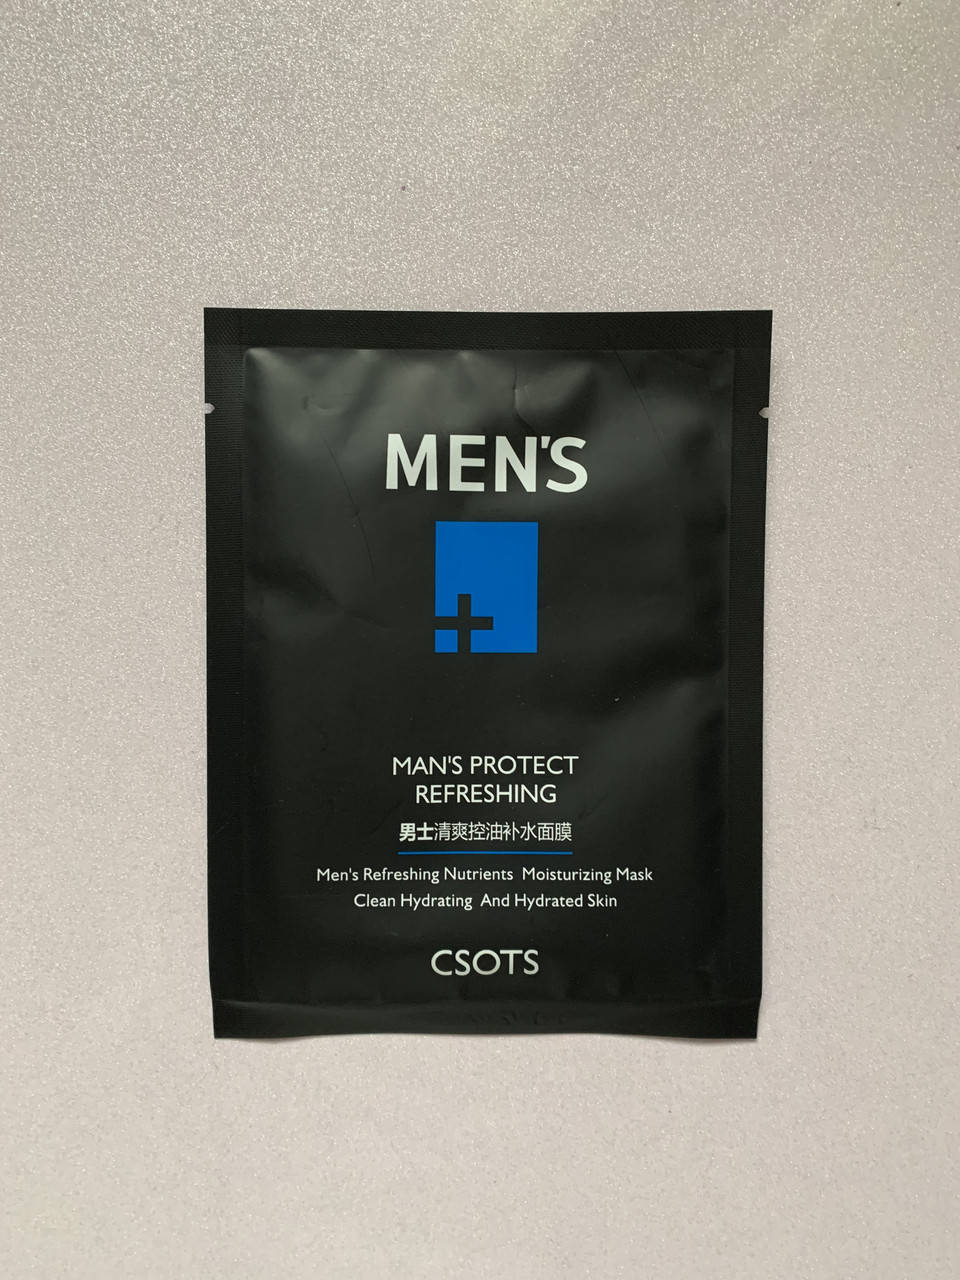 MEN'S
MAN'S PROTECT
REFRESHING
男士清爽控油补水面膜
Men's Refreshing Nutrients Moisturizing Mask
Clean Hydrating And Hydrated Skin
CSOTS